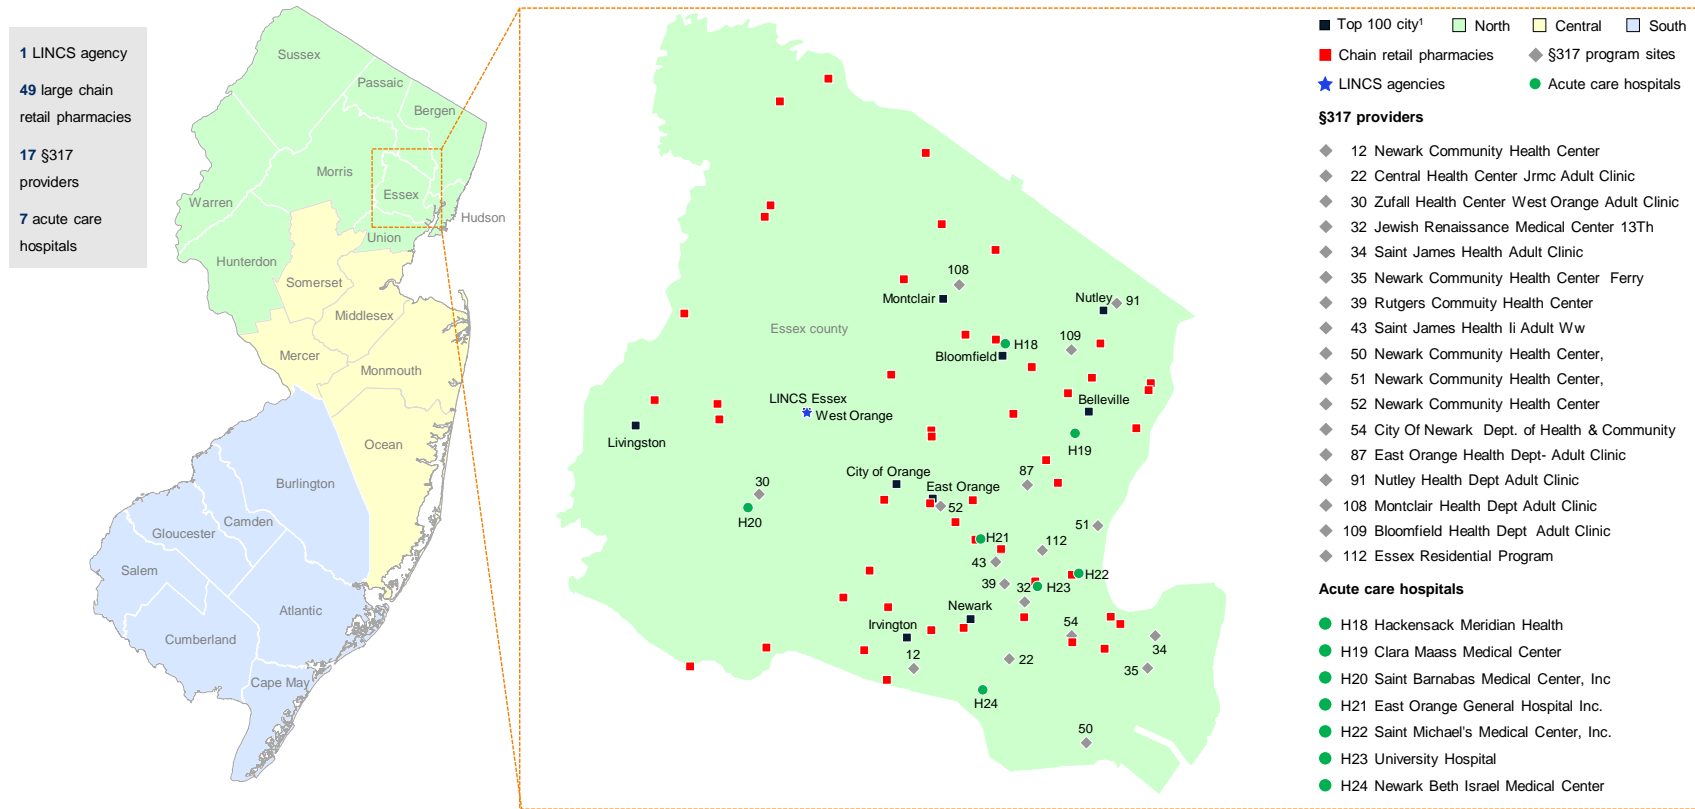 1 LINCS agency
49 large chain
retail pharmacies
17 §317
providers
7 acute care
hospitals
Sussex
Passaic
Bergen
Morris
Essex
Warren
Hudson
Union
Hunterdon
Somerset
Middlesex
Mercer
Monmouth
Ocean
Burlington
Camden
Gloucester
Salem
Atlantic
Cumberland
Cape May
108
Montclair
Nutley
91
Essex county
H18
109
Bloomfield
LINCS Essex
West Orange
Belleville
Livingston
H19
City of Orange
87
East Orange
30
52
H20
51
H21
112
43
H22
39
32
H23
Newark
Irvington
54
12
22
34
35
H24
50
Top 100 city¹
North
Central
South
Chain retail pharmacies
§317 program sites
LINCS agencies
Acute care hospitals
§317 providers
12 Newark Community Health Center
22 Central Health Center Jrmc Adult Clinic
30 Zufall Health Center West Orange Adult Clinic
32 Jewish Renaissance Medical Center 13Th
34 Saint James Health Adult Clinic
35 Newark Community Health Center Ferry
39 Rutgers Commuity Health Center
43 Saint James Health Ii Adult Ww
50 Newark Community Health Center,
51 Newark Community Health Center,
52 Newark Community Health Center
54 City Of Newark Dept. of Health & Community
87 East Orange Health Dept- Adult Clinic
91 Nutley Health Dept Adult Clinic
108 Montclair Health Dept Adult Clinic
109 Bloomfield Health Dept Adult Clinic
112 Essex Residential Program
Acute care hospitals
H18 Hackensack Meridian Health
H19 Clara Maass Medical Center
H20 Saint Barnabas Medical Center, Inc
H21 East Orange General Hospital Inc.
H22 Saint Michael's Medical Center, Inc.
H23 University Hospital
H24 Newark Beth Israel Medical Center